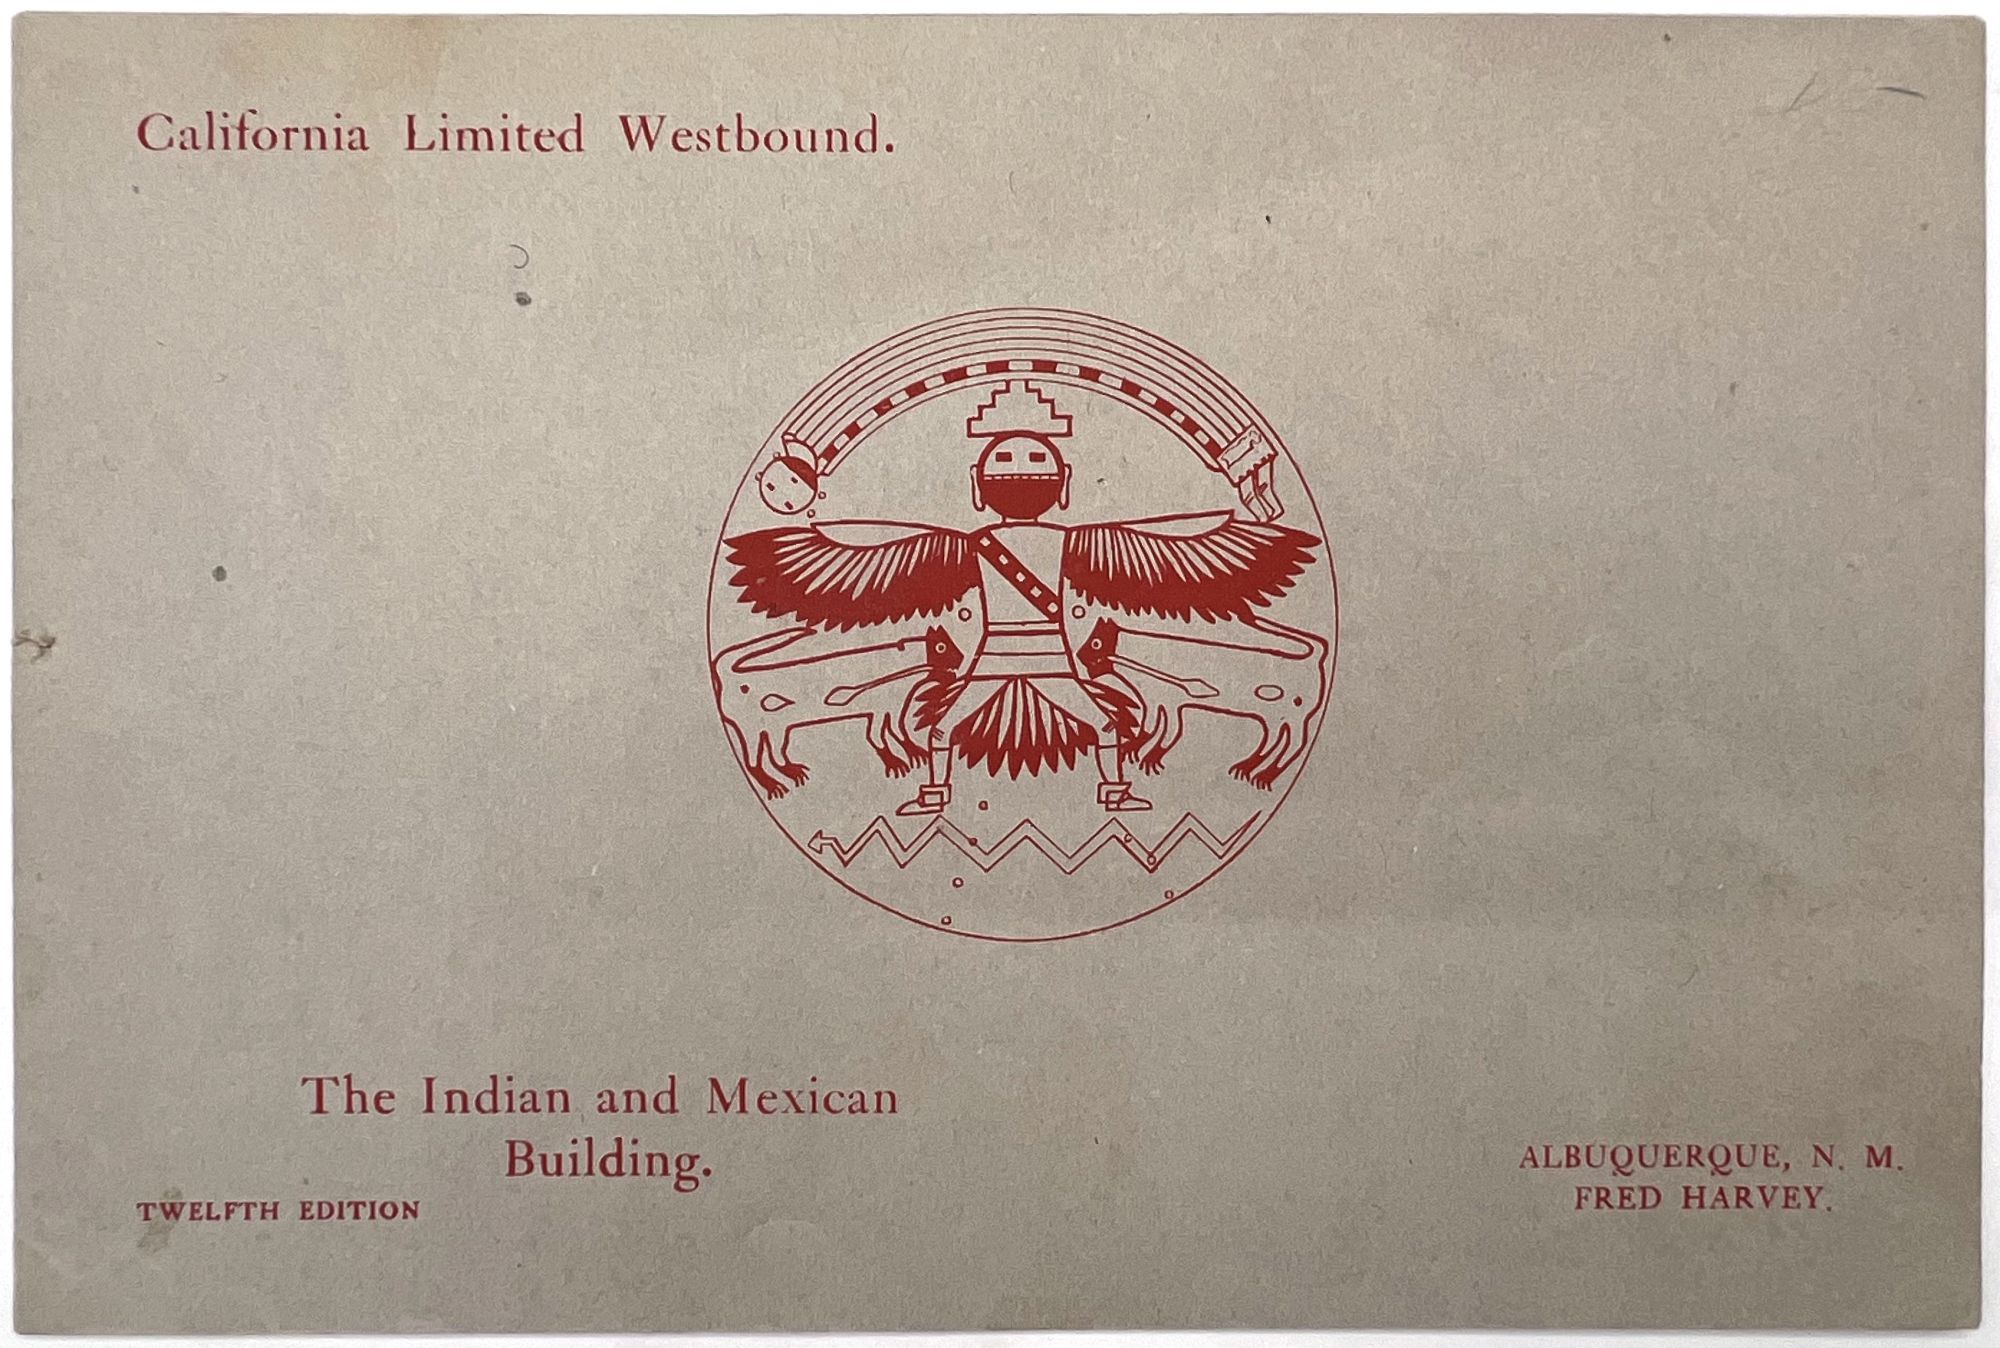 California Limited Westbound.
The Indian and Mexican
Building.
TWELFTH EDITION
ALBUQUERQUE, N. M.
FRED HARVEY.